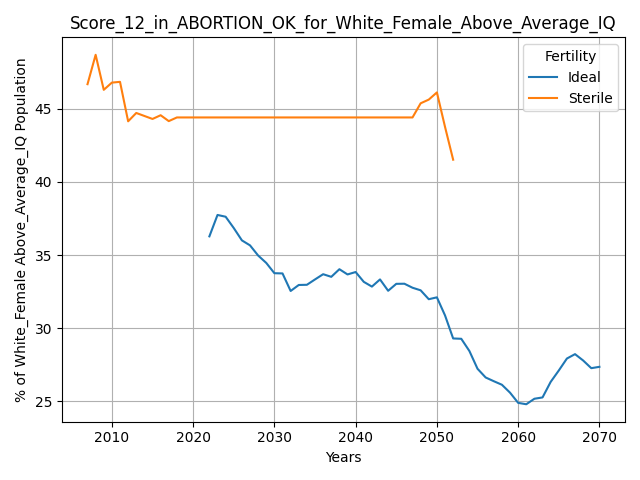 Score_12_in_ABORTION_OK_for_White_Female_Above_Average_IQ
Fertility
Ideal
Sterile
% of White_Female Above_Average_IQ Population
45
40
35
30
25
2010 2020 2030 2040 2050 2060 2070
Years